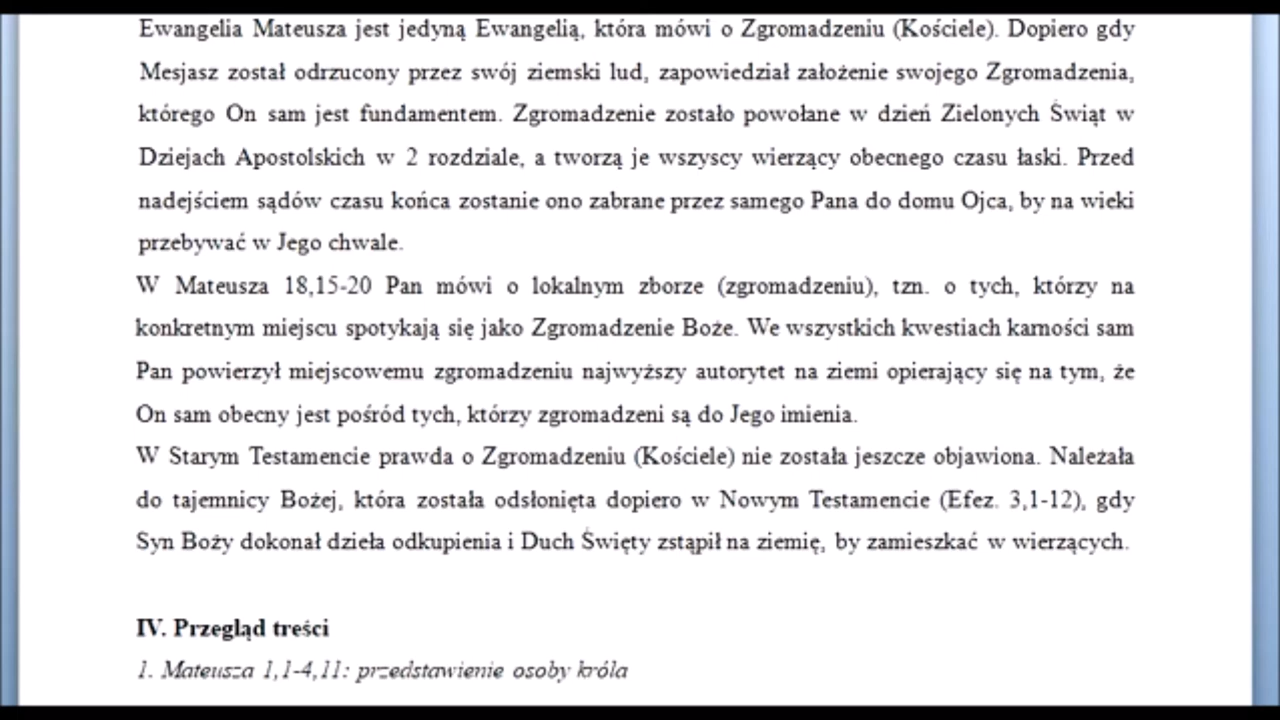 Ewangelia Mateusza jest jedyną Ewangelią, która mówi o Zgromadzeniu (Kościele). Dopiero gdy
Mesjasz został odrzucony przez swój ziemski lud, zapowiedział założenie swojego Zgromadzenia,
którego On sam jest fundamentem. Zgromadzenie zostało powołane w dzień Zielonych Świąt w
Dziejach Apostolskich w 2 rozdziale, a tworzą je wszyscy wierzący obecnego czasu łaski. Przed
nadejściem sądów czasu końca zostanie ono zabrane przez samego Pana do domu Ojca, by na wieki
przebywać w Jego chwale.
W Mateusza 18,15-20 Pan mówi o lokalnym zborze (zgromadzeniu), tzn. o tych, którzy na
konkretnym miejscu spotykają się jako Zgromadzenie Boże. We wszystkich kwestiach karności sam
Pan powierzył miejscowemu zgromadzeniu najwyższy autorytet na ziemi opierający się na tym, że
On sam obecny jest pośród tych, którzy zgromadzeni są do Jego imienia.
W Starym Testamencie prawda o Zgromadzeniu (Kościele) nie została jeszcze objawiona. Należała
do tajemnicy Bożej, która została odsłonięta dopiero w Nowym Testamencie (Efez. 3,1-12), gdy
Syn Boży dokonał dzieła odkupienia i Duch Święty zstąpił na ziemię, by zamieszkać w wierzących.
IV. Przegląd treści
1. Mateusza 1,1-4,11: przedstawienie osoby króla